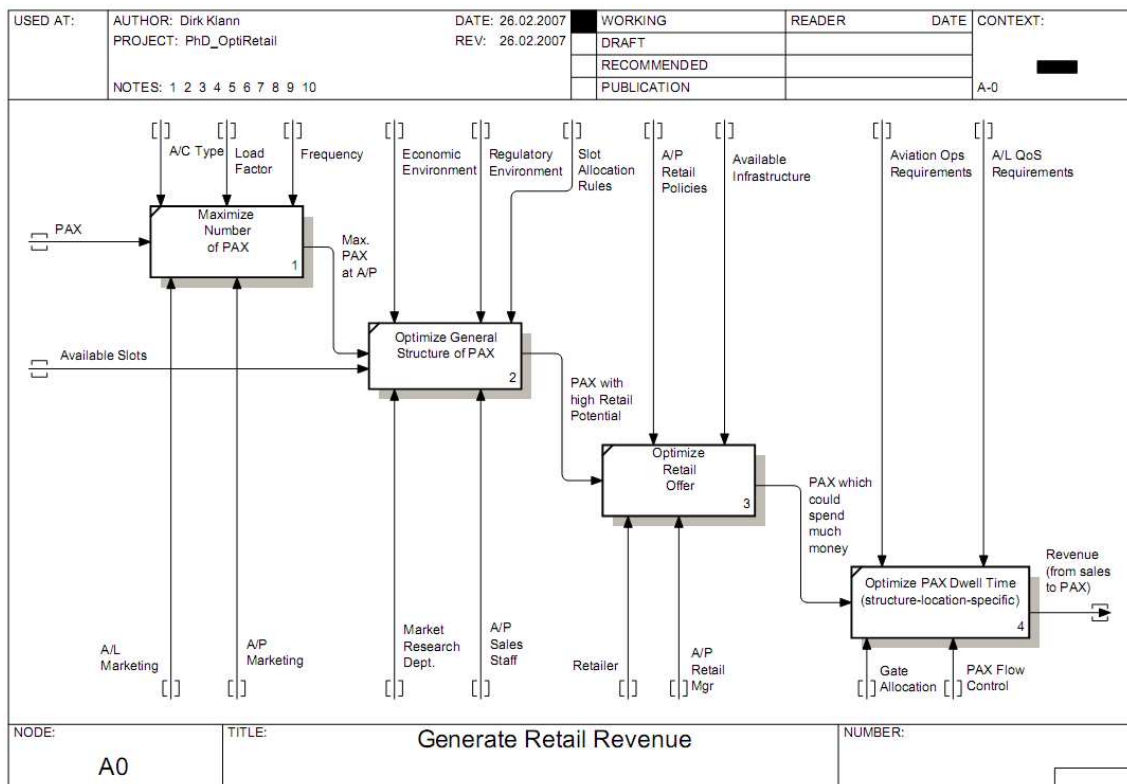 USED AT:
AUTHOR: Dirk Klann
DATE: 26.02.2007
WORKING
READER
DATE
CONTEXT:
PROJECT: PhD_OptiRetail
REV: 26.02.2007
DRAFT
RECOMMENDED
NOTES: 1 2 3 4 5 6 7 8 9 10
PUBLICATION
A-0
A/C Type
Load
Factor
Frequency
Economic
Environment
Regulatory
Environment
Slot
Allocation
Rules
A/P
Retail
Policies
Available
Infrastructure
Aviation Ops
Requirements
A/L QoS
Requirements
PAX
Maximize
Number
of PAX
1
Max.
PAX
at A/P
Available Slots
Optimize General
Structure of PAX
2
PAX with
high Retail
Potential
Optimize
Retail
Offer
3
PAX which
could
spend
much
money
Optimize PAX Dwell Time
(structure-location-specific)
4
Revenue
(from sales
to PAX)
A/L
Marketing
A/P
Marketing
Market
Research
Dept.
A/P
Sales
Staff
Retailer
A/P
Retail
Mgr
Gate
Allocation
PAX Flow
Control
NODE:
A0
TITLE:
Generate Retail Revenue
NUMBER: